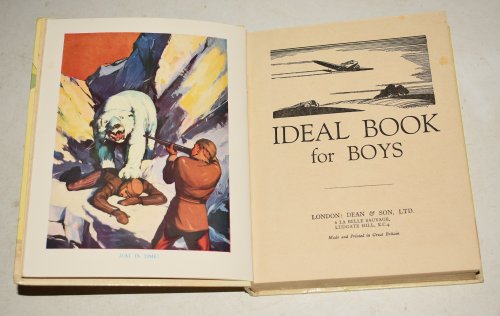 JUST IN TIME!
IDEAL BOOK
for BOYS
LONDON: DEAN & SON, LTD.
6 LA BELLE SAUVAGE,
LUDGATE HILL, E.C.4
Made and Printed in Great Britain